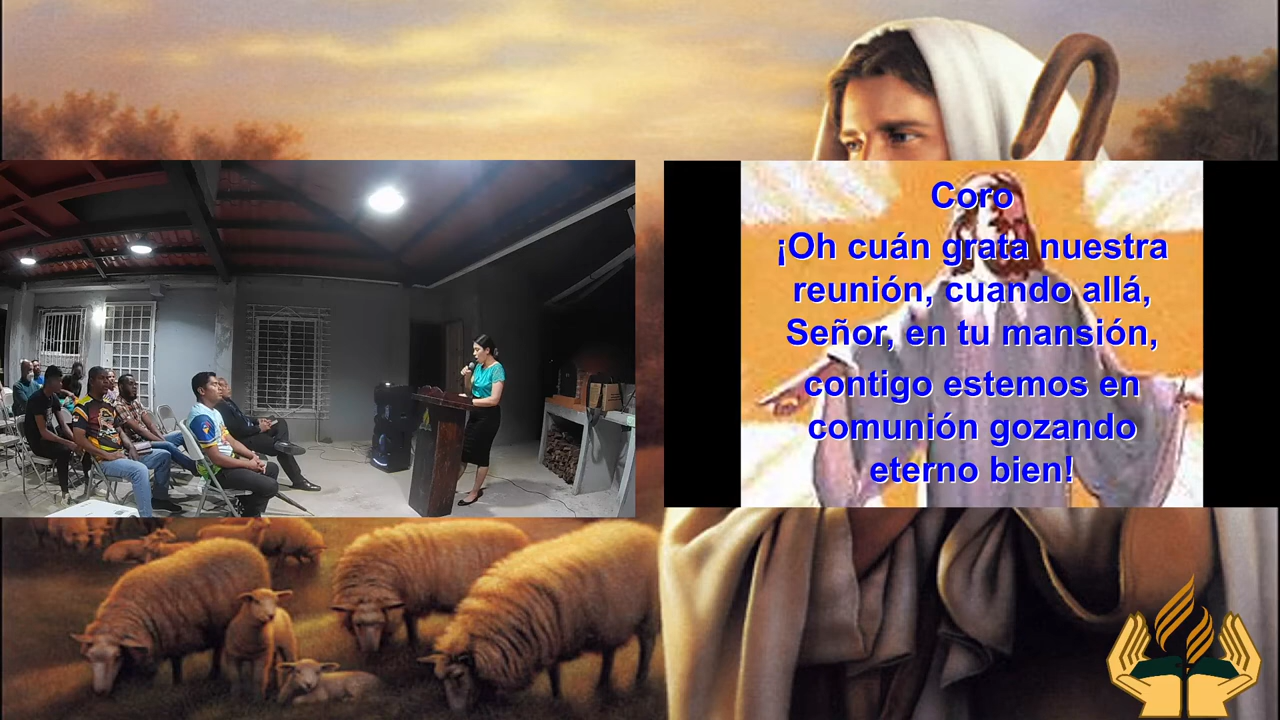 Coro
¡Oh cuán grata nuestra
reunión, cuando allá,
Señor, en tu mansión,
contigo estemos en
comunión gozando
eterno bien!